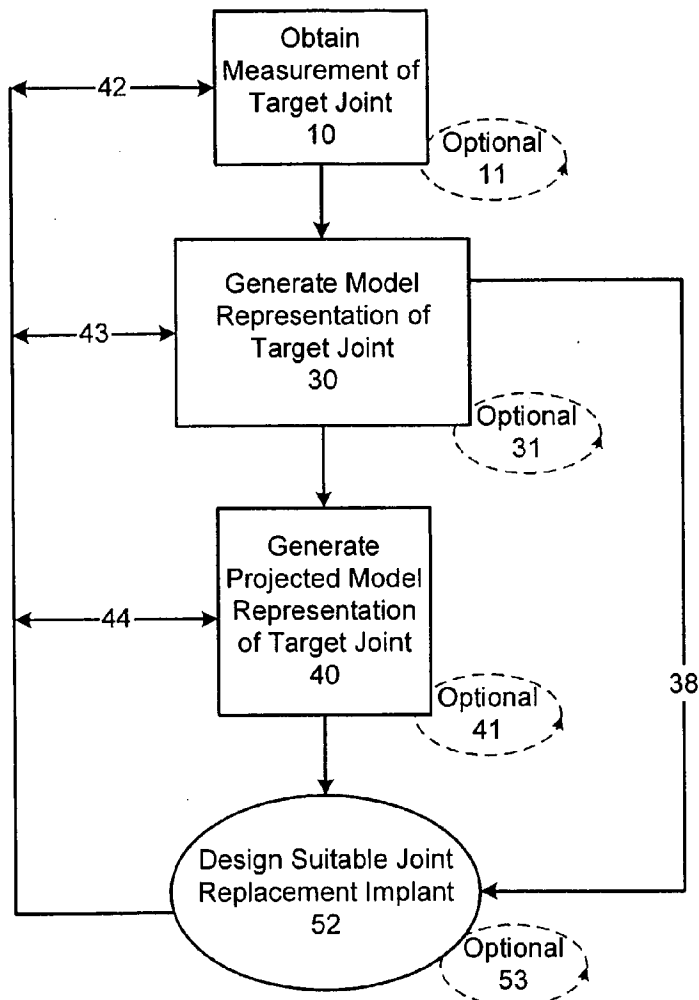 Obtain
Measurement of
Target Joint
10
42
Optional
11
Generate Model
Representation of
Target Joint
30
43
Optional
31
Generate
Projected Model
Representation
of Target Joint
40
44
Optional
41
38
Design Suitable Joint
Replacement Implant
52
Optional
53